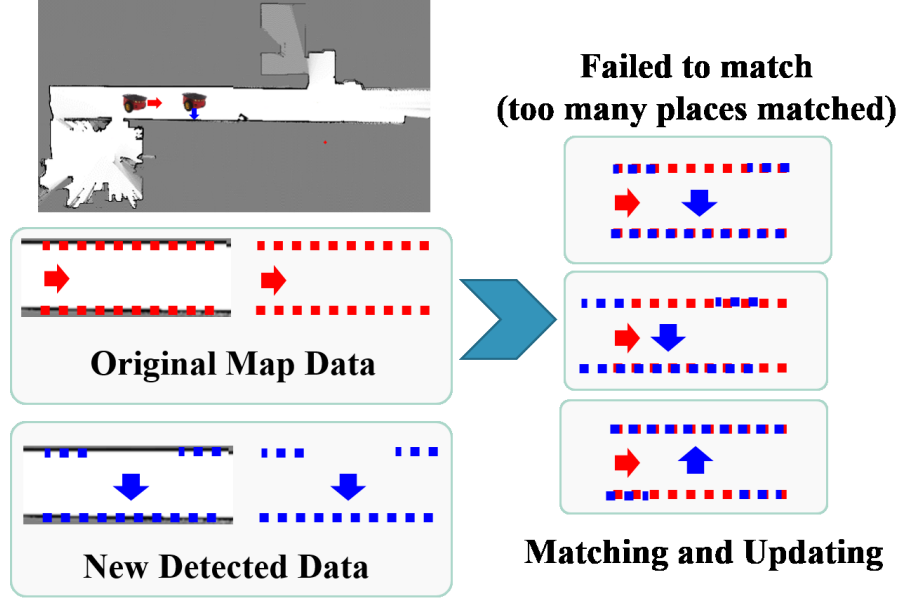 Failed to match
(too many places matched)
Original Map Data
New Detected Data
Matching and Updating